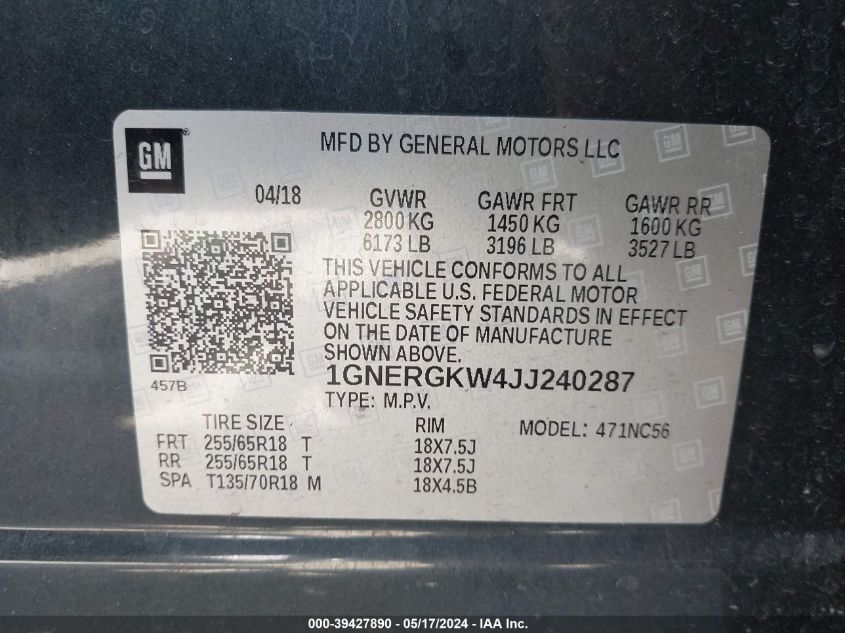 GM
MFD BY GENERAL MOTORS LLC
04/18 GVWR GAWR FRT GAWR RR
2800 KG 1450 KG 1600 KG
6173 LB 3196 LB 3527 LB
THIS VEHICLE CONFORMS TO ALL
APPLICABLE U.S. FEDERAL MOTOR
VEHICLE SAFETY STANDARDS IN EFFECT
ON THE DATE OF MANUFACTURE
SHOWN ABOVE.
457B
1GNERGKW4JJ240287
TYPE: M.P.V.
TIRE SIZE RIM MODEL: 471NC56
FRT 255/65R18 T 18X7.5J
RR 255/65R18 T 18X7.5J
SPA T135/70R18 M 18X4.5B
000-39427890 - 05/17/2024 - IAA Inc.